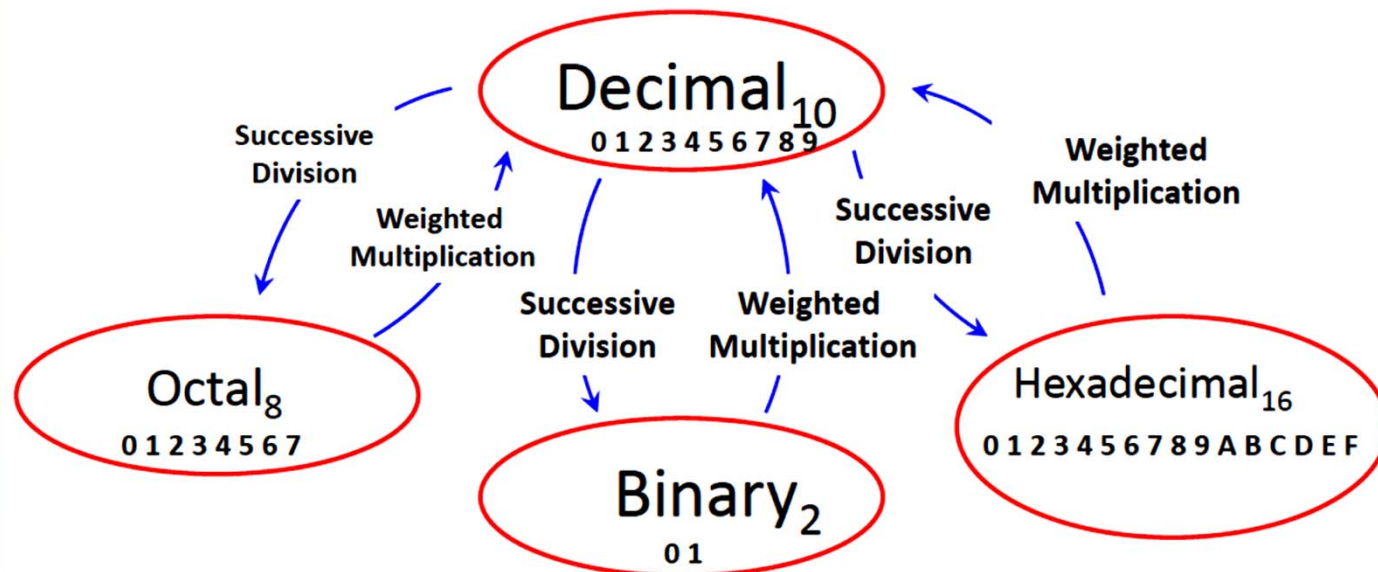 Decimal10
0 1 2 3 4 5 6 7 8 9
Successive
Division
Weighted
Multiplication
Successive
Division
Weighted
Multiplication
Successive
Division
Weighted
Multiplication
Octal8
0 1 2 3 4 5 6 7
Binary2
0 1
Hexadecimal16
0 1 2 3 4 5 6 7 8 9 A B C D E F